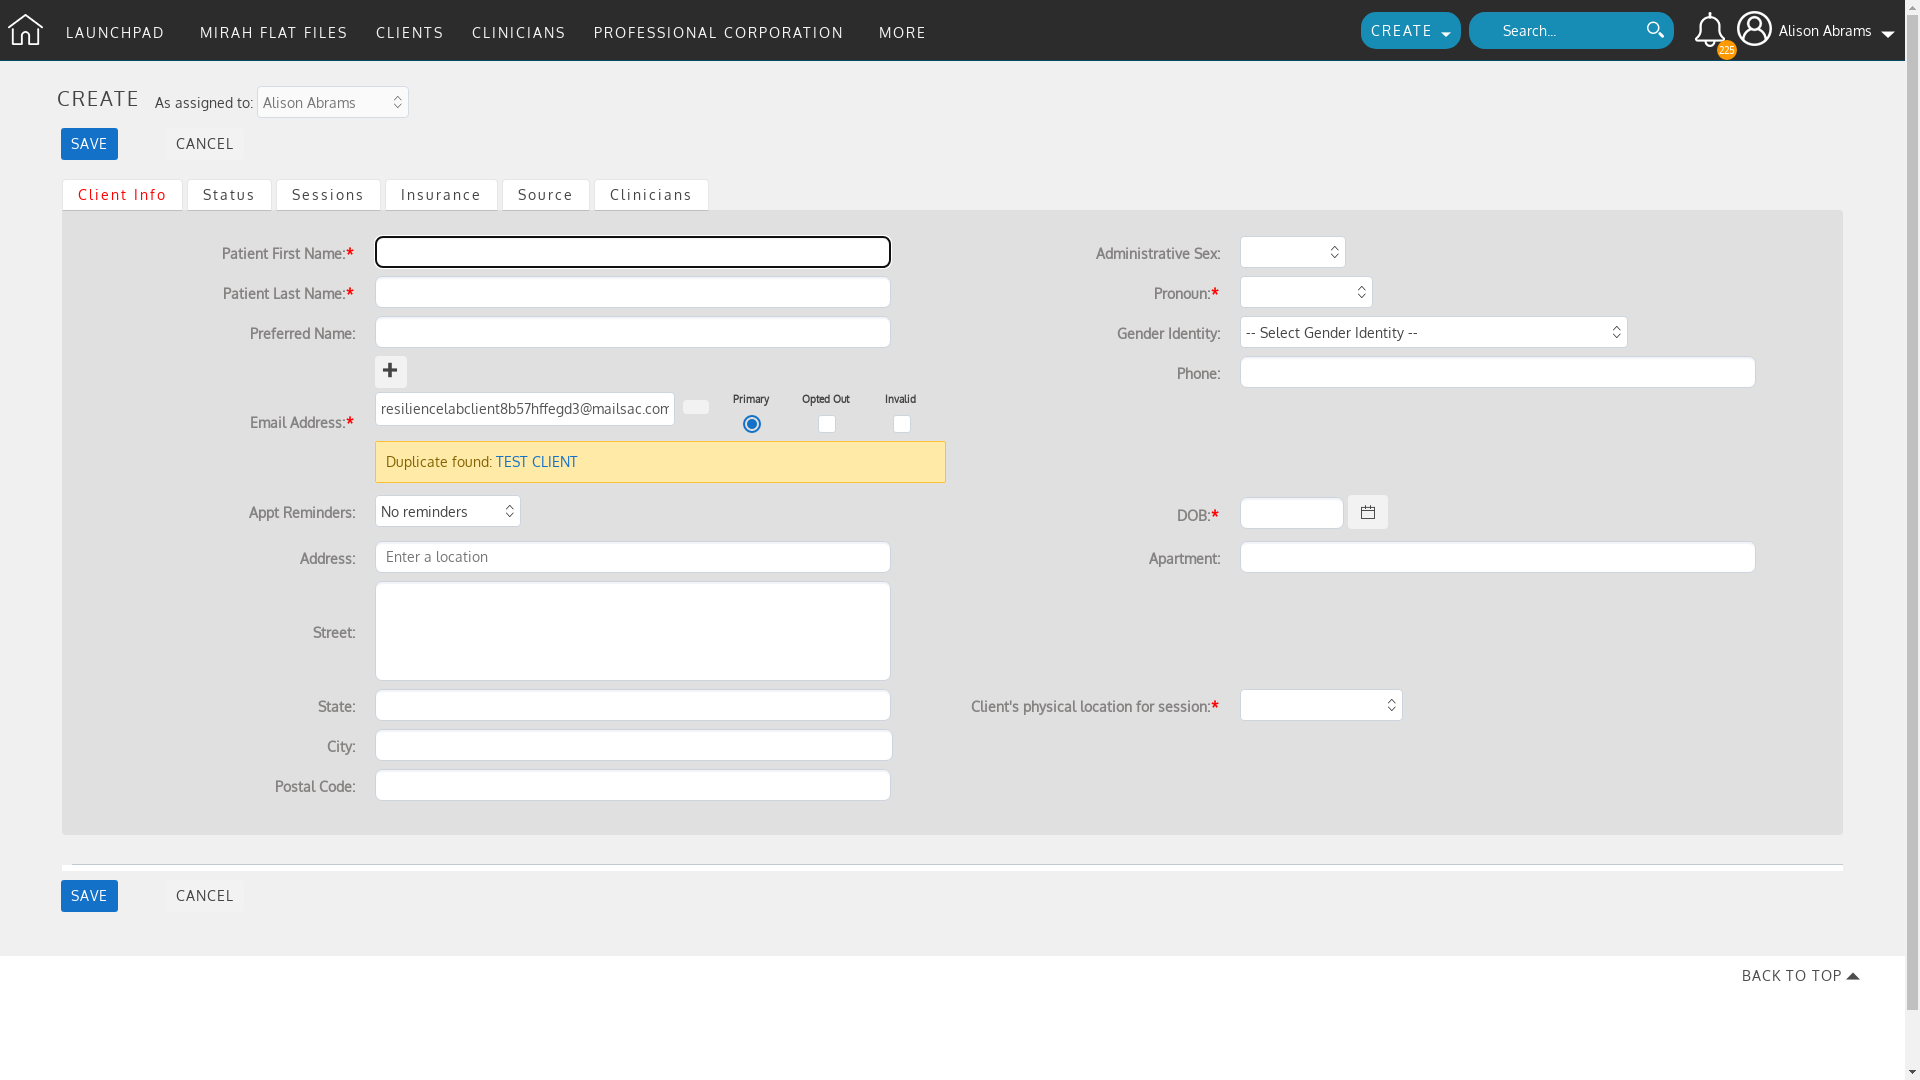 LAUNCHPAD MIRAH FLAT FILES CLIENTS CLINICIANS PROFESSIONAL CORPORATION MORE CREATE Search... 225 Alison Abrams
CREATE As assigned to: Alison Abrams
SAVE CANCEL
Client Info Status Sessions Insurance Source Clinicians
Patient First Name:* Administrative Sex:
Patient Last Name:* Pronoun:*
Preferred Name: Gender Identity: -- Select Gender Identity --
Phone:
Primary Opted Out Invalid
Email Address:* resiliencelabclient8b57hffegd3@mailsac.com
Duplicate found: TEST CLIENT
Appt Reminders: No reminders DOB:*
Address: Enter a location Apartment:
Street:
State: Client's physical location for session:*
City:
Postal Code:
SAVE CANCEL
BACK TO TOP